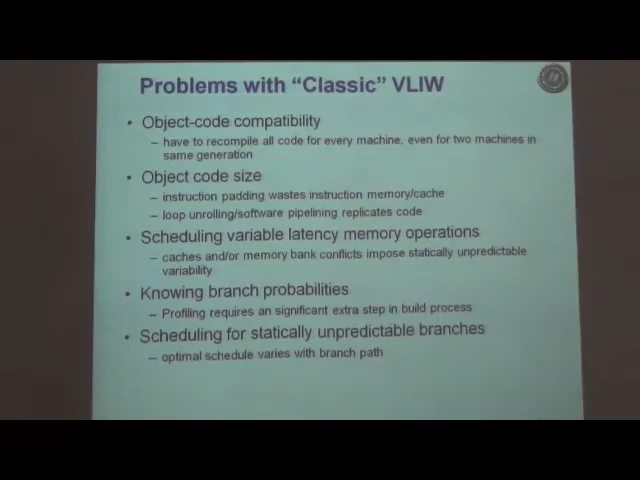 Problems with “Classic” VLIW
• Object-code compatibility
– have to recompile all code for every machine, even for two machines in
same generation
• Object code size
– instruction padding wastes instruction memory/cache
– loop unrolling/software pipelining replicates code
• Scheduling variable latency memory operations
– caches and/or memory bank conflicts impose statically unpredictable
variability
• Knowing branch probabilities
– Profiling requires an significant extra step in build process
• Scheduling for statically unpredictable branches
– optimal schedule varies with branch path